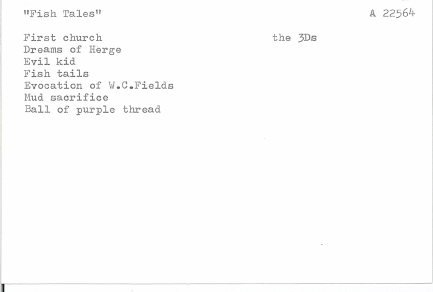 "Fish Tales" A 22564
First church the 3Ds
Dreams of Herge
Evil kid
Fish tails
Evocation of W.C.Fields
Mud sacrifice
Ball of purple thread